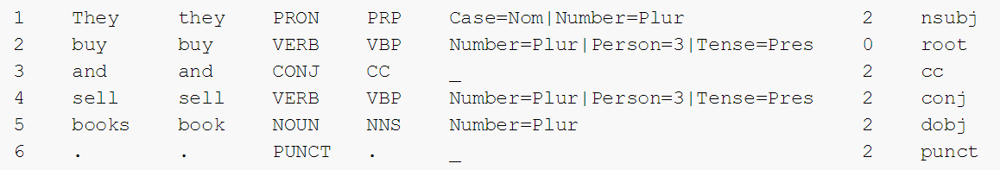 1 They they PRON PRP Case=Nom|Number=Plur 2 nsubj
2 buy buy VERB VBP Number=Plur|Person=3|Tense=Pres 0 root
3 and and CONJ CC _ 2 cc
4 sell sell VERB VBP Number=Plur|Person=3|Tense=Pres 2 conj
5 books book NOUN NNS Number=Plur 2 dobj
6 . . PUNCT . _ 2 punct